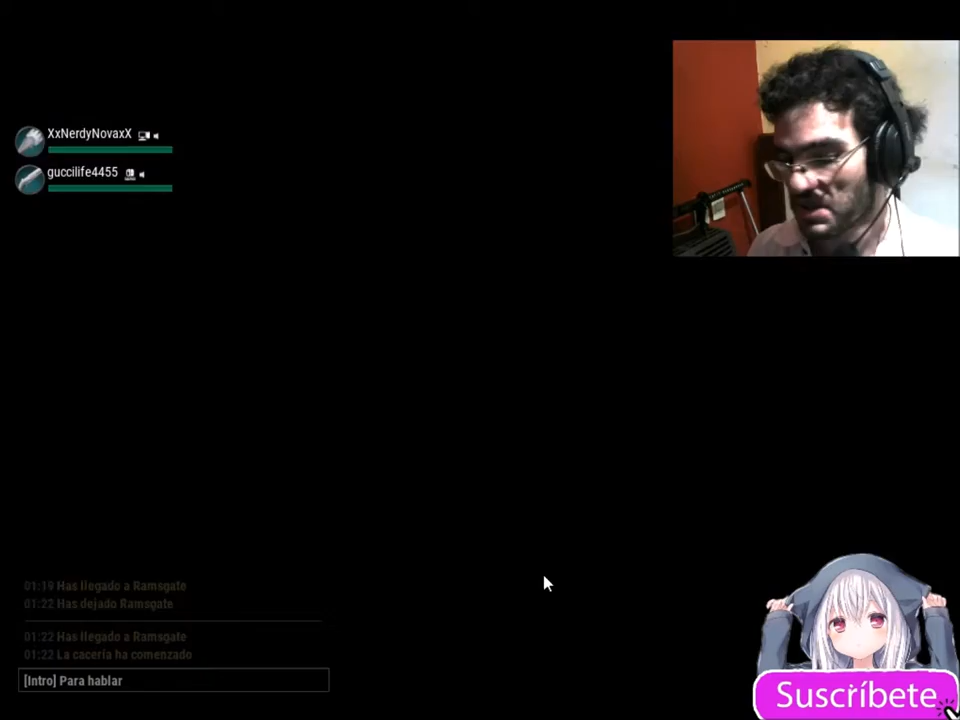 XxNerdyNovaxX
guccilife4455
01:19 Has llegado a Ramsgate
01:22 Has dejado Ramsgate
01:22 Has llegado a Ramsgate
01:22 La cacería ha comenzado
[Intro] Para hablar
Suscríbete